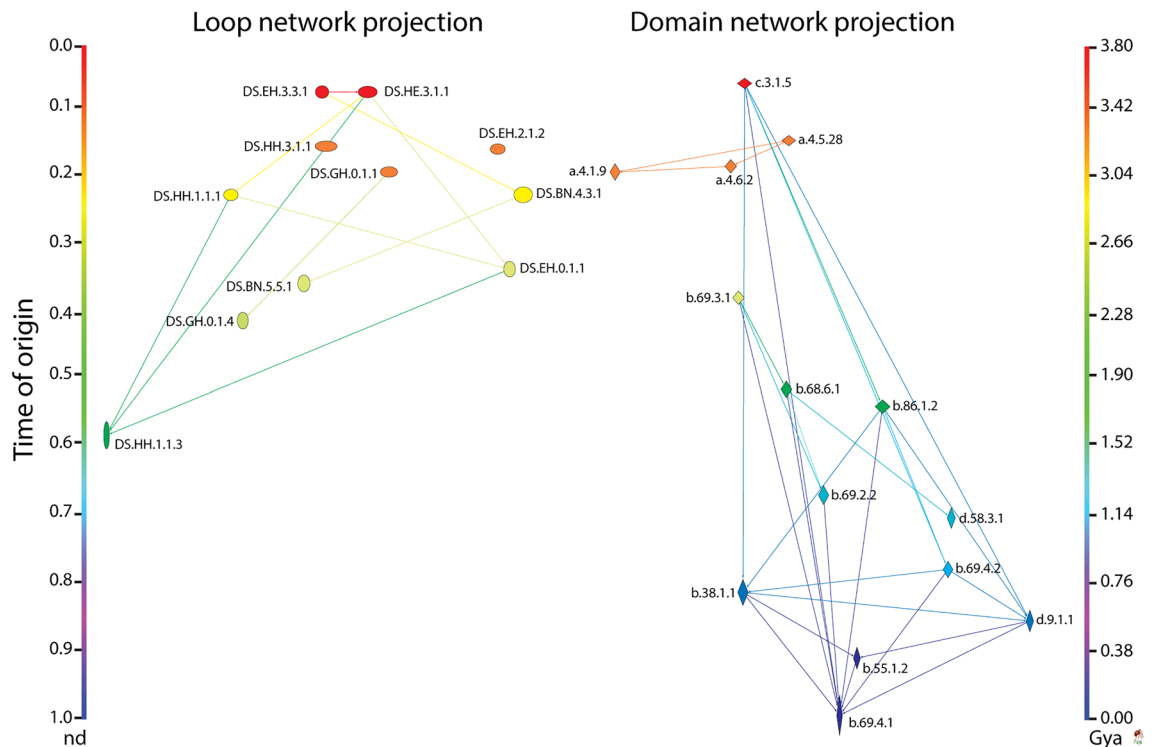 Loop network projection
Domain network projection
Time of origin
0.0
0.1
0.2
0.3
0.4
0.5
0.6
0.7
0.8
0.9
1.0
nd
DS.EH.3.3.1
DS.HE.3.1.1
DS.EH.2.1.2
DS.HH.3.1.1
DS.GH.0.1.1
DS.HH.1.1.1
DS.BN.4.3.1
DS.EH.0.1.1
DS.BN.5.5.1
DS.GH.0.1.4
DS.HH.1.1.3
c.3.1.5
a.4.5.28
a.4.1.9
a.4.6.2
b.69.3.1
b.68.6.1
b.86.1.2
b.69.2.2
d.58.3.1
b.69.4.2
b.38.1.1
d.9.1.1
b.55.1.2
b.69.4.1
3.80
3.42
3.04
2.66
2.28
1.90
1.52
1.14
0.76
0.38
0.00
Gya